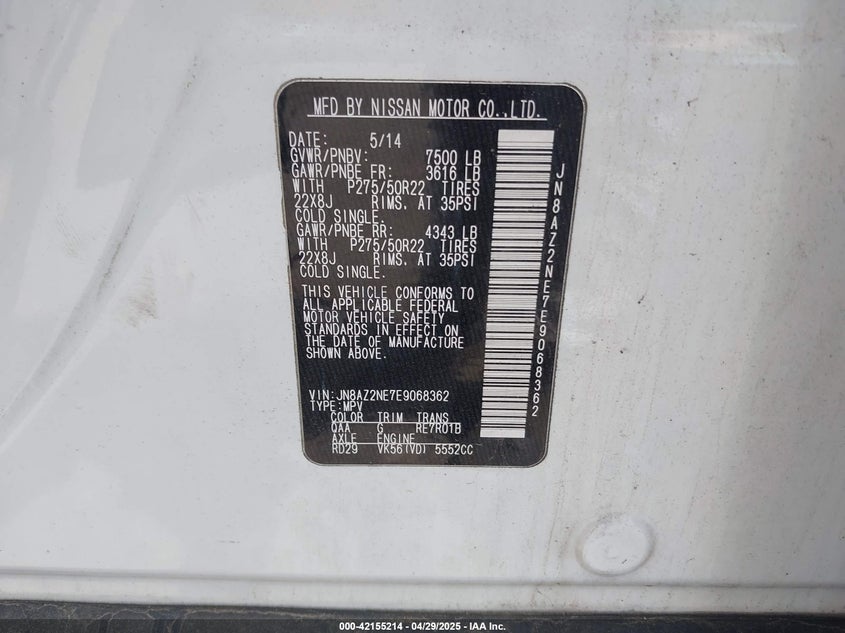 MFD BY NISSAN MOTOR CO.,LTD.
DATE: 5/14
GVWR/PNBV: 7500 LB
GAWR/PNBE FR: 3616 LB
WITH P275/50R22 TIRES
22X8J RIMS, AT 35PSI
COLD SINGLE.
GAWR/PNBE RR: 4343 LB
WITH P275/50R22 TIRES
22X8J RIMS, AT 35PSI
COLD SINGLE.
THIS VEHICLE CONFORMS TO
ALL APPLICABLE FEDERAL
MOTOR VEHICLE SAFETY
STANDARDS IN EFFECT ON
THE DATE OF MANUFACTURE
SHOWN ABOVE.
VIN:JN8AZ2NE7E9068362
TYPE:MPV
COLOR TRIM TRANS
QAA G RE7R01B
AXLE ENGINE
RD29 VK56(VD) 5552CC
JN8AZ2NE7E9068362
000-42155214 - 04/29/2025 - IAA Inc.